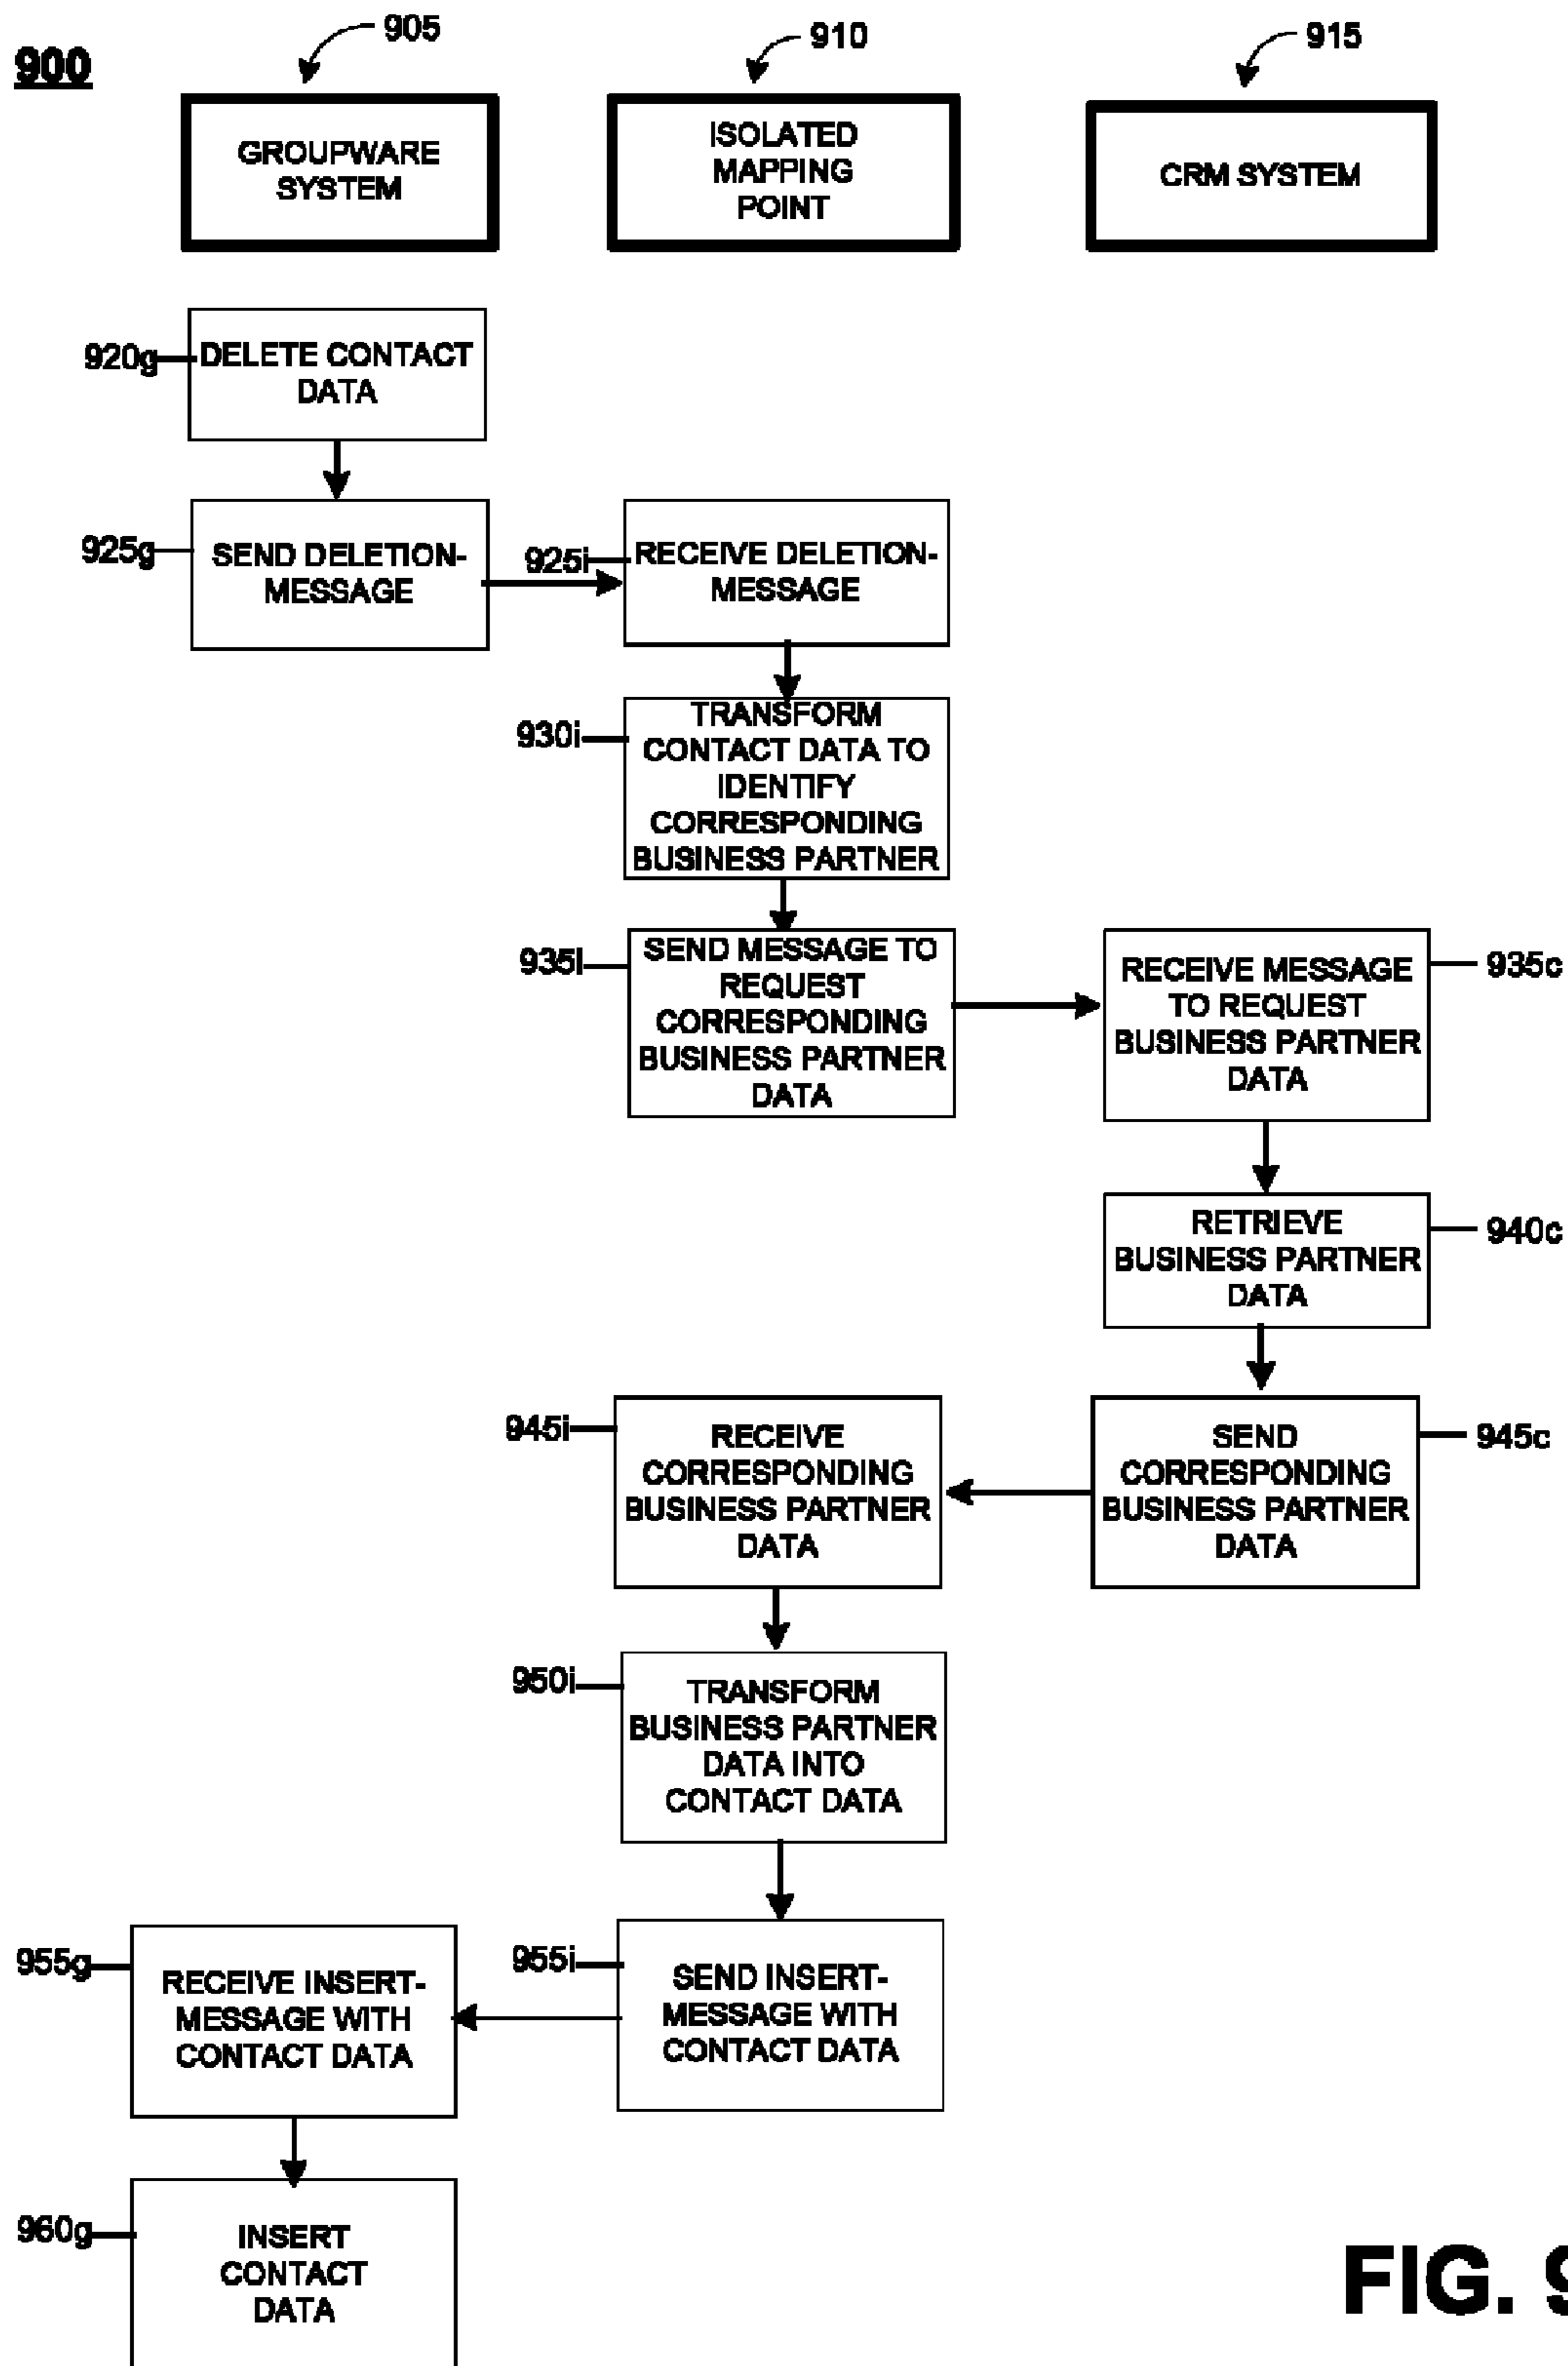 900
905
910
915
GROUPWARE
SYSTEM
ISOLATED
MAPPING
POINT
CRM SYSTEM
920g
DELETE CONTACT
DATA
925g
SEND DELETION-
MESSAGE
925i
RECEIVE DELETION-
MESSAGE
930i
TRANSFORM
CONTACT DATA TO
IDENTIFY
CORRESPONDING
BUSINESS PARTNER
935i
SEND MESSAGE TO
REQUEST
CORRESPONDING
BUSINESS PARTNER
DATA
RECEIVE MESSAGE
TO REQUEST
BUSINESS PARTNER
DATA
935c
RETRIEVE
BUSINESS PARTNER
DATA
940c
945i
RECEIVE
CORRESPONDING
BUSINESS PARTNER
DATA
SEND
CORRESPONDING
BUSINESS PARTNER
DATA
945c
950i
TRANSFORM
BUSINESS PARTNER
DATA INTO
CONTACT DATA
955g
RECEIVE INSERT-
MESSAGE WITH
CONTACT DATA
955i
SEND INSERT-
MESSAGE WITH
CONTACT DATA
960g
INSERT
CONTACT
DATA
FIG. 9